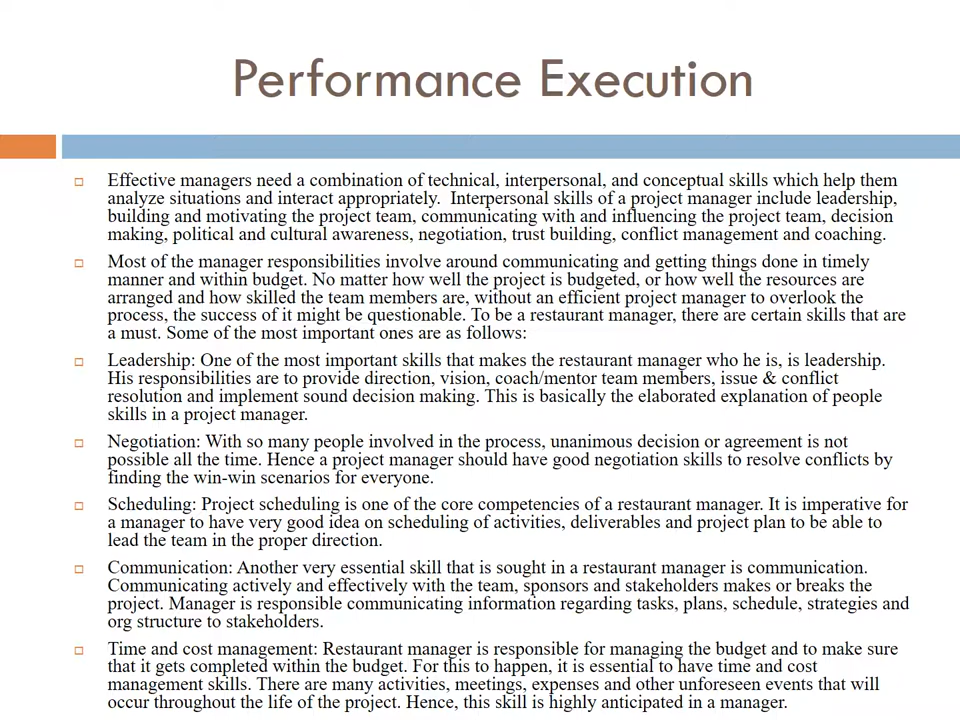 Performance Execution
Effective managers need a combination of technical, interpersonal, and conceptual skills which help them
analyze situations and interact appropriately.  Interpersonal skills of a project manager include leadership,
building and motivating the project team, communicating with and influencing the project team, decision
making, political and cultural awareness, negotiation, trust building, conflict management and coaching.
Most of the manager responsibilities involve around communicating and getting things done in timely
manner and within budget. No matter how well the project is budgeted, or how well the resources are
arranged and how skilled the team members are, without an efficient project manager to overlook the
process, the success of it might be questionable. To be a restaurant manager, there are certain skills that are
a must. Some of the most important ones are as follows:
Leadership: One of the most important skills that makes the restaurant manager who he is, is leadership.
His responsibilities are to provide direction, vision, coach/mentor team members, issue & conflict
resolution and implement sound decision making. This is basically the elaborated explanation of people
skills in a project manager.
Negotiation: With so many people involved in the process, unanimous decision or agreement is not
possible all the time. Hence a project manager should have good negotiation skills to resolve conflicts by
finding the win-win scenarios for everyone.
Scheduling: Project scheduling is one of the core competencies of a restaurant manager. It is imperative for
a manager to have very good idea on scheduling of activities, deliverables and project plan to be able to
lead the team in the proper direction.
Communication: Another very essential skill that is sought in a restaurant manager is communication.
Communicating actively and effectively with the team, sponsors and stakeholders makes or breaks the
project. Manager is responsible communicating information regarding tasks, plans, schedule, strategies and
org structure to stakeholders.
Time and cost management: Restaurant manager is responsible for managing the budget and to make sure
that it gets completed within the budget. For this to happen, it is essential to have time and cost
management skills. There are many activities, meetings, expenses and other unforeseen events that will
occur throughout the life of the project. Hence, this skill is highly anticipated in a manager.